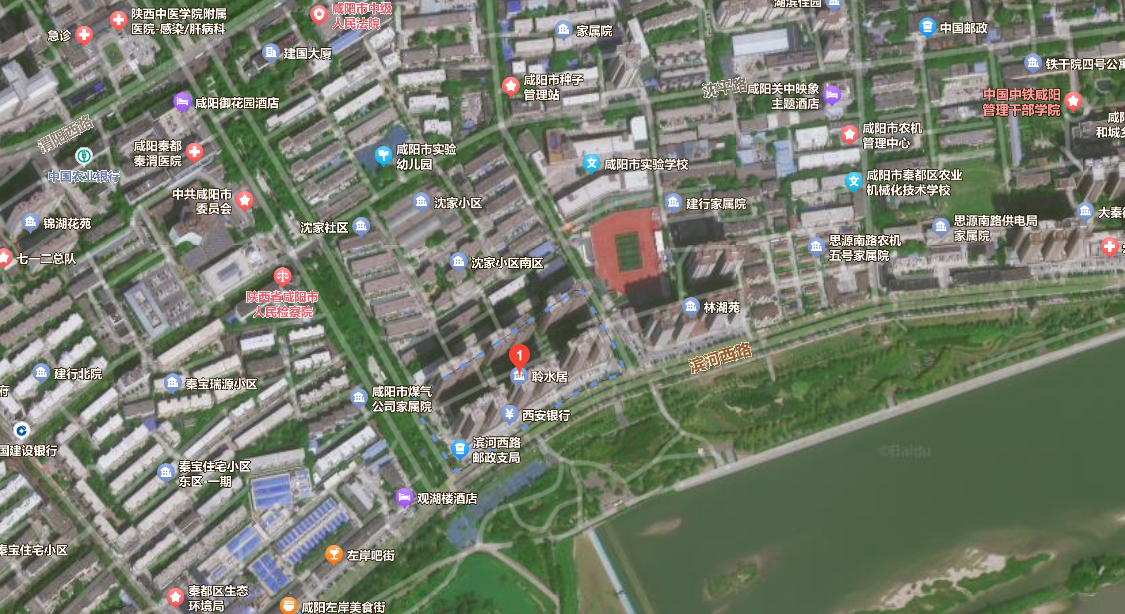 陕西中医学院附属
医院-感染/肝病科
急诊
咸阳市中级
人民法院
建国大厦
家属院
湖滨佳园
中国邮政
铁干院四号公寓
咸阳市种子
管理站
沈平路
咸阳关中映象
主题酒店
中国中铁咸阳
管理干部学院
咸阳
和城乡
咸阳御花园酒店
渭阳西路
中国农业银行
咸阳秦都
秦渭医院
咸阳市实验
幼儿园
咸阳市实验学校
咸阳市农机
管理中心
咸阳市秦都区农业
机械化技术学校
中共咸阳市
委员会
沈家小区
建行家属院
锦湖花苑
沈家社区
思源南路供电局
家属院
大秦
七一二总队
沈家小区南区
思源南路农机
五号家属院
陕西省咸阳市
人民检察院
林湖苑
滨河西路
1
聆水居
建行北院
府
秦宝瑞源小区
咸阳市煤气
公司家属院
西安银行
国建设银行
滨河西路
邮政支局
Baidu
秦宝住宅小区
东区-一期
观湖楼酒店
秦宝住宅小区
左岸吧街
秦都区生态
环境局
咸阳左岸美食街